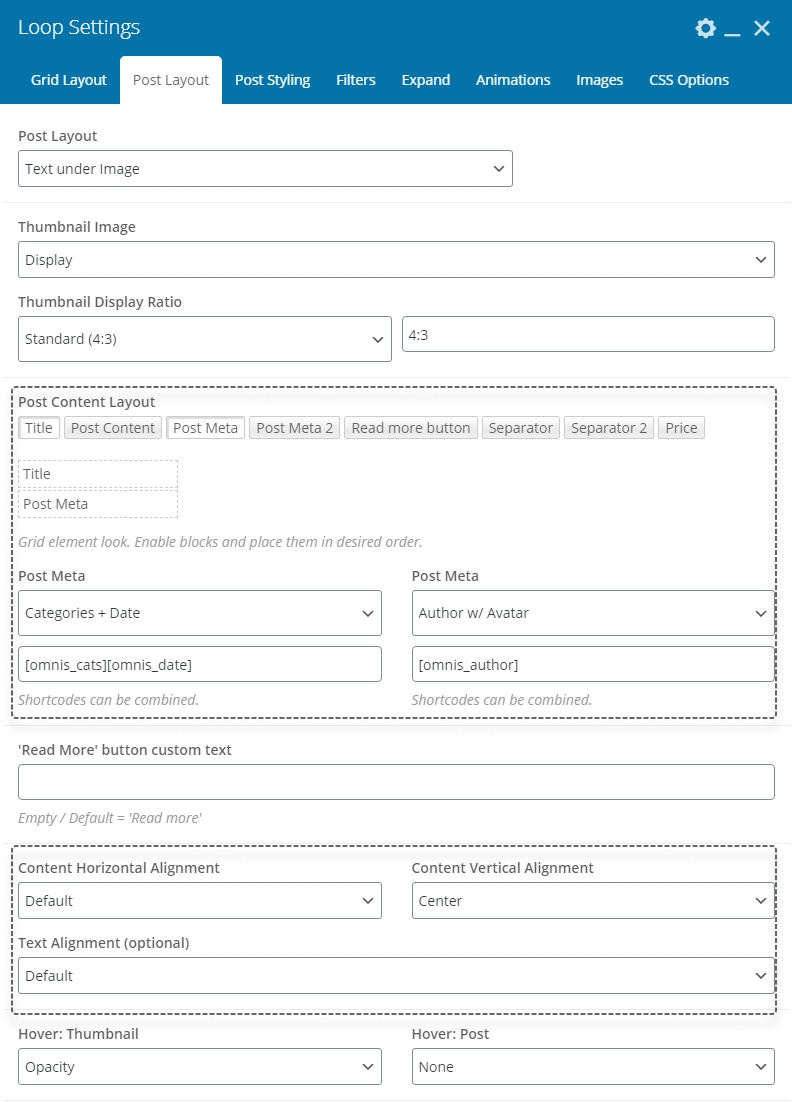 Loop Settings
Grid Layout Post Layout Post Styling Filters Expand Animations Images CSS Options
Post Layout
Text under Image
Thumbnail Image
Display
Thumbnail Display Ratio
Standard (4:3) 4:3
Post Content Layout
Title Post Content Post Meta Post Meta 2 Read more button Separator Separator 2 Price
Title
Post Meta
Grid element look. Enable blocks and place them in desired order.
Post Meta Post Meta
Categories + Date Author w/ Avatar
[omnis_cats][omnis_date] [omnis_author]
Shortcodes can be combined. Shortcodes can be combined.
'Read More' button custom text
Empty / Default = 'Read more'
Content Horizontal Alignment Content Vertical Alignment
Default Center
Text Alignment (optional)
Default
Hover: Thumbnail Hover: Post
Opacity None